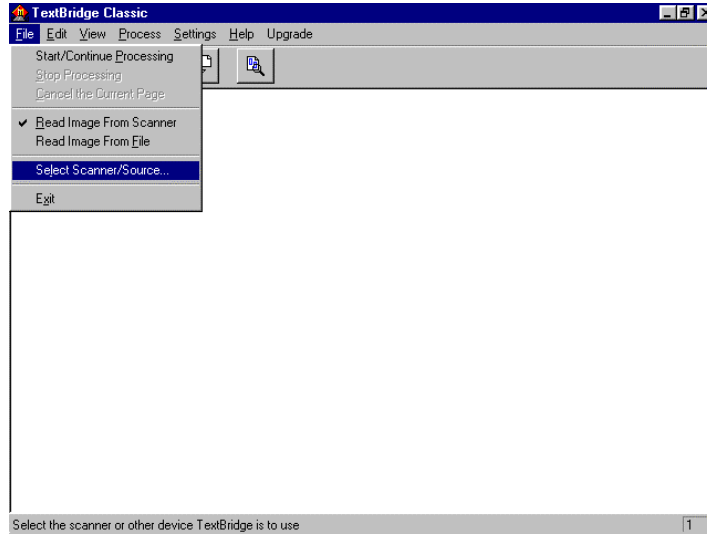 TextBridge Classic
File Edit View Process Settings Help Upgrade
Start/Continue Processing
Stop Processing
Cancel the Current Page
Read Image From Scanner
Read Image From File
Select Scanner/Source...
Exit
Select the scanner or other device TextBridge is to use
1